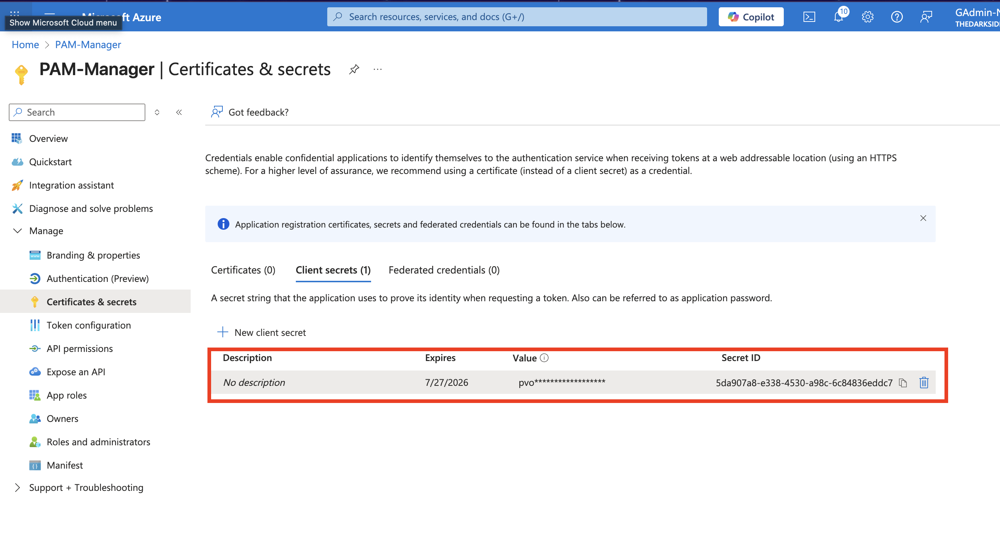 Microsoft Azure
Show Microsoft Cloud menu
Search resources, services, and docs (G+/)
Copilot
10
GAdmin-
THEDARKSID
Home > PAM-Manager
PAM-Manager | Certificates & secrets
Search
Got feedback?
Overview
Quickstart
Integration assistant
Diagnose and solve problems
Manage
Branding & properties
Authentication (Preview)
Certificates & secrets
Token configuration
API permissions
Expose an API
App roles
Owners
Roles and administrators
Manifest
Support + Troubleshooting
Credentials enable confidential applications to identify themselves to the authentication service when receiving tokens at a web addressable location (using an HTTPS
scheme). For a higher level of assurance, we recommend using a certificate (instead of a client secret) as a credential.
Application registration certificates, secrets and federated credentials can be found in the tabs below.
Certificates (0) Client secrets (1) Federated credentials (0)
A secret string that the application uses to prove its identity when requesting a token. Also can be referred to as application password.
New client secret
Description Expires Value Secret ID
No description 7/27/2026 pvo****************** 5da907a8-e338-4530-a98c-6c84836eddc7